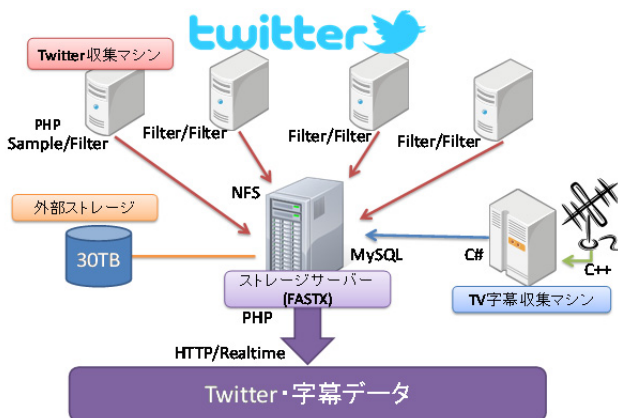 twitter
Twitter収集マシン
PHP
Sample/Filter
Filter/Filter
Filter/Filter
Filter/Filter
NFS
外部ストレージ
30TB
MySQL
C#
C++
ストレージサーバー
(FASTX)
TV字幕収集マシン
PHP
HTTP/Realtime
Twitter・字幕データ